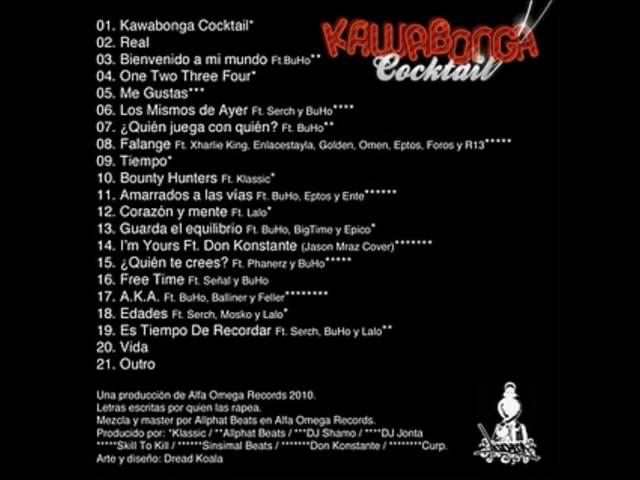 KAWABONGA
Cocktail
01. Kawabonga Cocktail*
02. Real
03. Bienvenido a mi mundo Ft.BuHo**
04. One Two Three Four*
05. Me Gustas***
06. Los Mismos de Ayer Ft. Serch y BuHo****
07. ¿Quién juega con quién? Ft. BuHo**
08. Falange Ft. Xharlie King, Enlacestayla, Golden, Omen, Eptos, Foros y R13*****
09. Tiempo*
10. Bounty Hunters Ft. Klassic*
11. Amarrados a las vías Ft. BuHo, Eptos y Ente******
12. Corazón y mente Ft. Lalo*
13. Guarda el equilibrio Ft. BuHo, BigTime y Epico*
14. I'm Yours Ft. Don Konstante (Jason Mraz Cover)*******
15. ¿Quién te crees? Ft. Phanerz y BuHo*****
16. Free Time Ft. Señal y BuHo
17. A.K.A. Ft. BuHo, Balliner y Feller********
18. Edades Ft. Serch, Mosko y Lalo*
19. Es Tiempo De Recordar Ft. Serch, BuHo y Lalo**
20. Vida
21. Outro
Una producción de Alfa Omega Records 2010.
Letras escritas por quien las rapea.
Mezcla y master por Allphat Beats en Alfa Omega Records.
Producido por: *Klassic / **Allphat Beats / ***DJ Shamo / ****DJ Jonta
*****Skill To Kill / ******Sinsimal Beats / *******Don Konstante / ********Curp.
Arte y diseño: Dread Koala